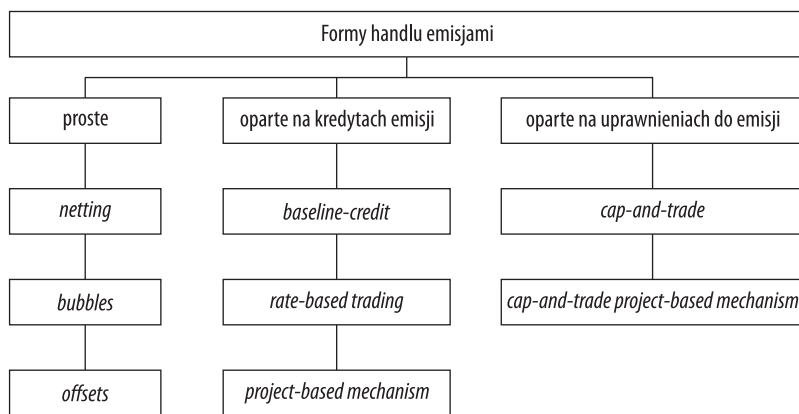 Formy handlu emisjami
proste
oparte na kredytach emisji
oparte na uprawnieniach do emisji
netting
baseline-credit
cap-and-trade
bubbles
rate-based trading
cap-and-trade project-based mechanism
offsets
project-based mechanism